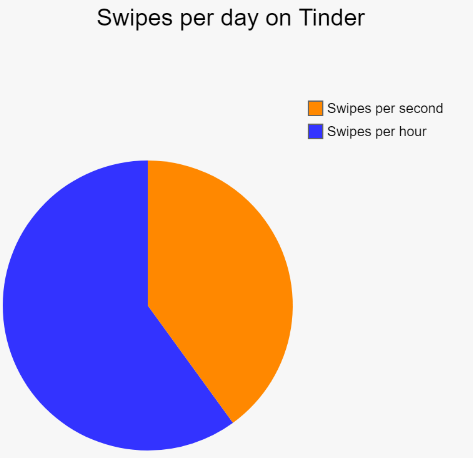 Swipes per day on Tinder
Swipes per second
Swipes per hour